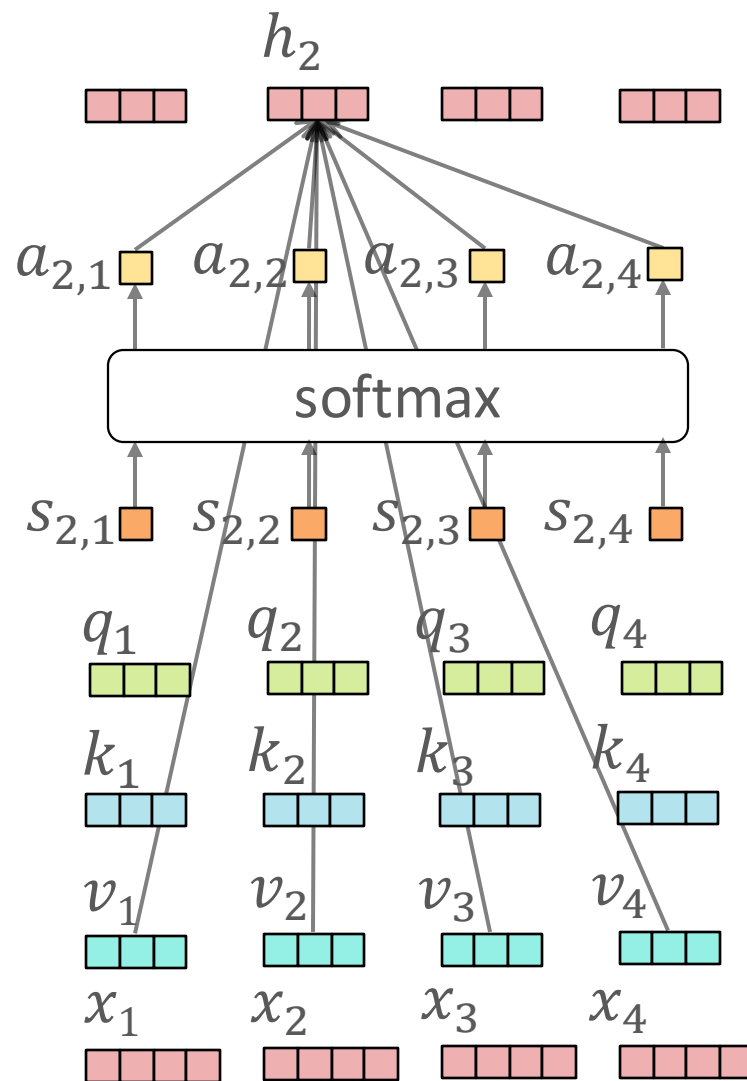 h₂
a₂,₁ a₂,₂ a₂,₃ a₂,₄
softmax
s₂,₁ s₂,₂ s₂,₃ s₂,₄
q₁ q₂ q₃ q₄
k₁ k₂ k₃ k₄
v₁ v₂ v₃ v₄
x₁ x₂ x₃ x₄